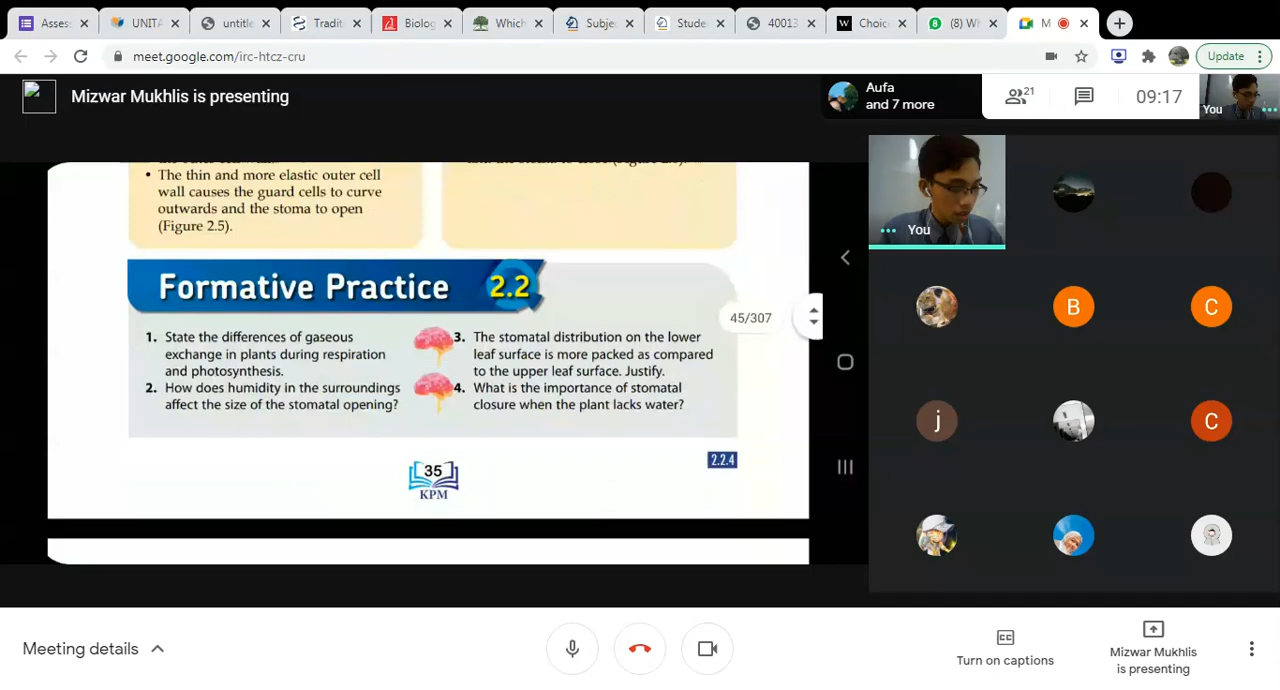 Assess
UNITA
untitle
Tradit
Biolog
Which
Subje
Stude
40013
Choic
(8) W
M
meet.google.com/irc-htcz-cru
Update
Mizwar Mukhlis is presenting
Aufa
and 7 more
21
09:17
You
• The thin and more elastic outer cell
wall causes the guard cells to curve
outwards and the stoma to open
(Figure 2.5).
Formative Practice 2.2
1. State the differences of gaseous
exchange in plants during respiration
and photosynthesis.
2. How does humidity in the surroundings
affect the size of the stomatal opening?
3. The stomatal distribution on the lower
leaf surface is more packed as compared
to the upper leaf surface. Justify.
4. What is the importance of stomatal
closure when the plant lacks water?
45/307
35
KPM
2.2.4
You
B
C
j
C
Meeting details
CC
Turn on captions
Mizwar Mukhlis
is presenting